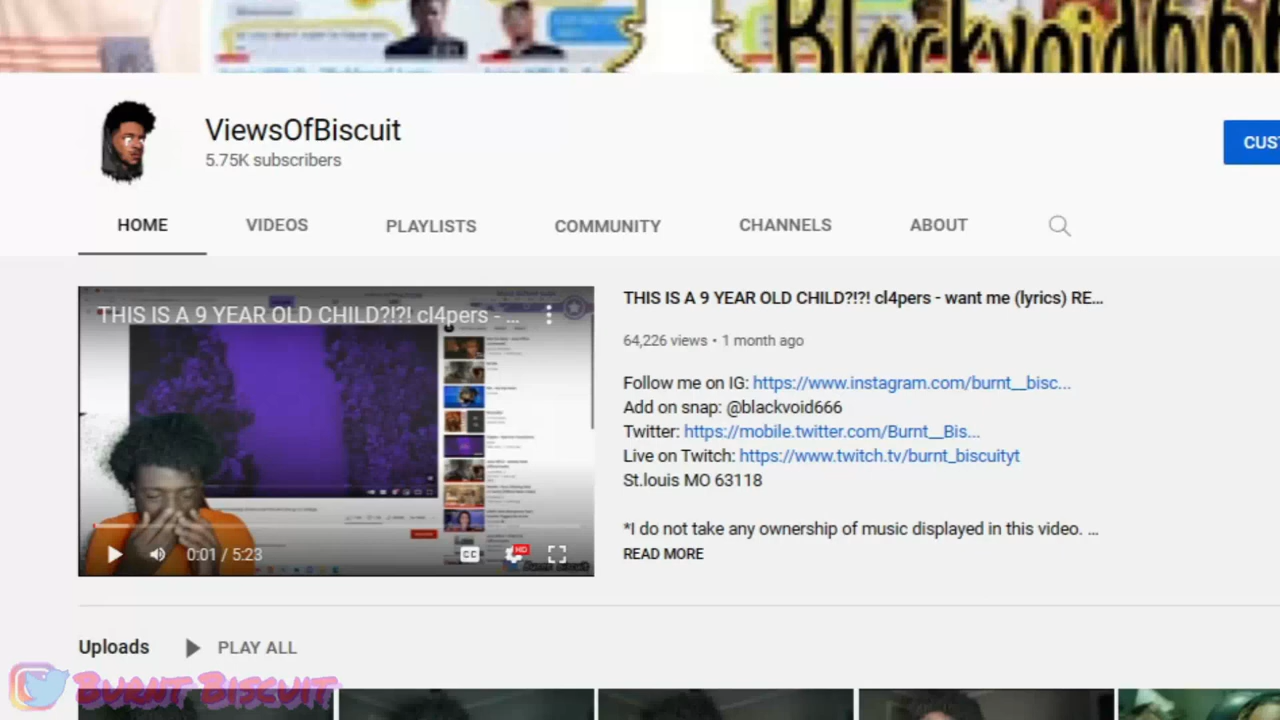 Blackvoid666
ViewsOfBiscuit
5.75K subscribers
CUST
HOME VIDEOS PLAYLISTS COMMUNITY CHANNELS ABOUT
THIS IS A 9 YEAR OLD CHILD?!?! cl4pers - ...
0:01 / 5:23
CC
HD
THIS IS A 9 YEAR OLD CHILD?!?! cl4pers - want me (lyrics) RE...
64,226 views • 1 month ago
Follow me on IG: https://www.instagram.com/burnt__bisc...
Add on snap: @blackvoid666
Twitter: https://mobile.twitter.com/Burnt__Bis...
Live on Twitch: https://www.twitch.tv/burnt_biscuityt
St.louis MO 63118
*I do not take any ownership of music displayed in this video. ...
READ MORE
Uploads PLAY ALL
BURNT BISCUIT